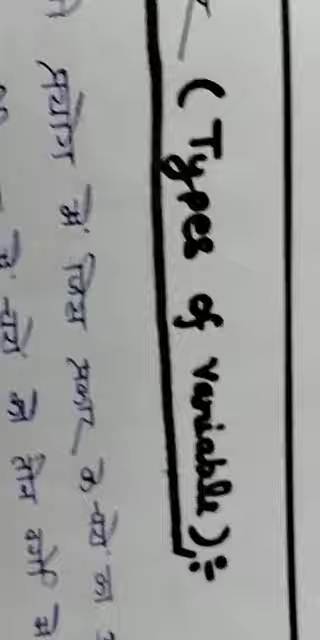 ( Types of Variable ):-
प्रयोग में जिस प्रकार के चरों का
में चरों को तीन वर्गों में